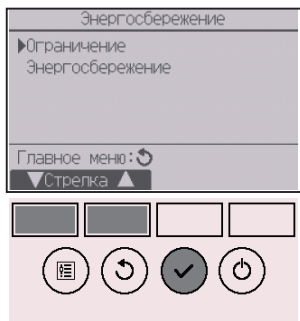 Энергосбережение
▶Ограничение
Энергосбережение
Главное меню:
▼Стрелка▲